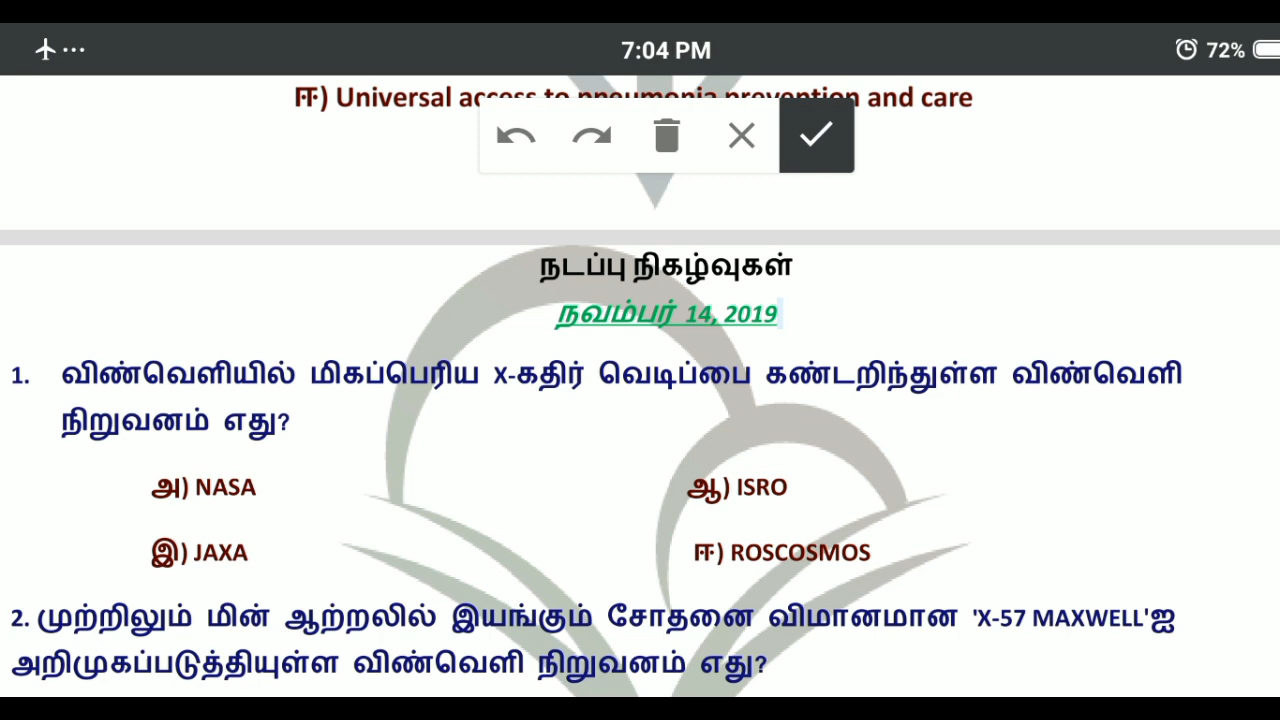 7:04 PM
72%
ஈ) Universal access to pneumonia prevention and care
நடப்பு நிகழ்வுகள்
நவம்பர் 14, 2019
1. விண்வெளியில் மிகப்பெரிய X-கதிர் வெடிப்பை கண்டறிந்துள்ள விண்வெளி
நிறுவனம் எது?
அ) NASA ஆ) ISRO
இ) JAXA ஈ) ROSCOSMOS
2. முற்றிலும் மின் ஆற்றலில் இயங்கும் சோதனை விமானமான 'X-57 MAXWELL'ஐ
அறிமுகப்படுத்தியுள்ள விண்வெளி நிறுவனம் எது?